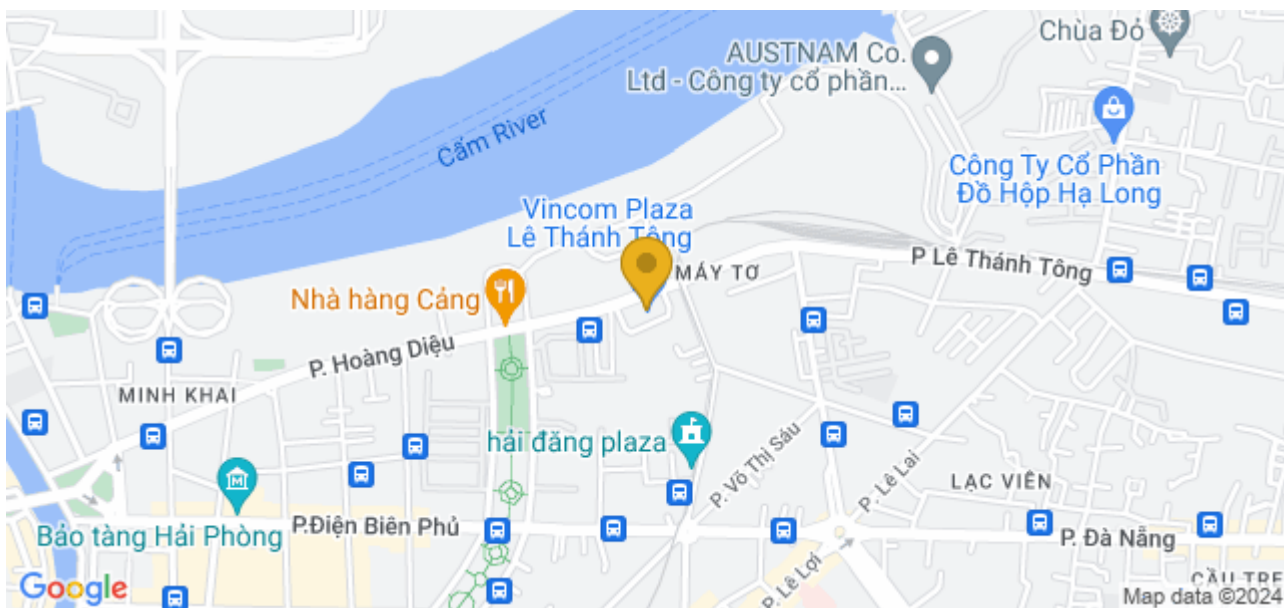 Chùa Đỏ
AUSTNAM Co.
Ltd - Công ty cổ phần...
Cấm River
Công Ty Cổ Phần
Đồ Hộp Hạ Long
Vincom Plaza
Lê Thánh Tông
MÁY TƠ
P Lê Thánh Tông
Nhà hàng Cảng
P. Hoàng Diệu
MINH KHAI
hải đăng plaza
P. Võ Thị Sáu
P. Lê Lai
LẠC VIÊN
Bảo tàng Hải Phòng
P.Điện Biên Phủ
P. Đà Nẵng
P. Lê Lợi
CẦU TRE
Google
Map data ©2024